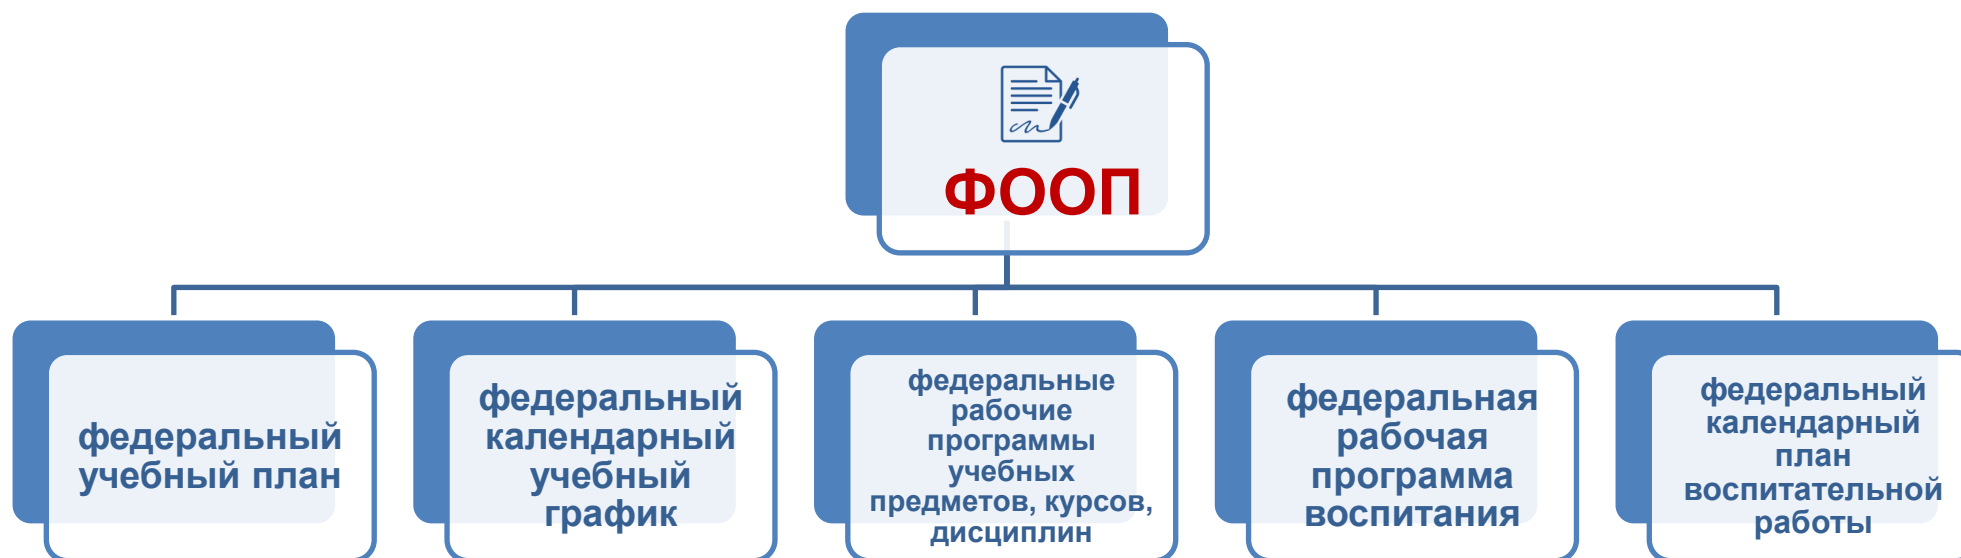 ФООП
федеральный
учебный план
федеральный
календарный
учебный
график
федеральные
рабочие
программы
учебных
предметов, курсов,
дисциплин
федеральная
рабочая
программа
воспитания
федеральный
календарный
план
воспитательной
работы